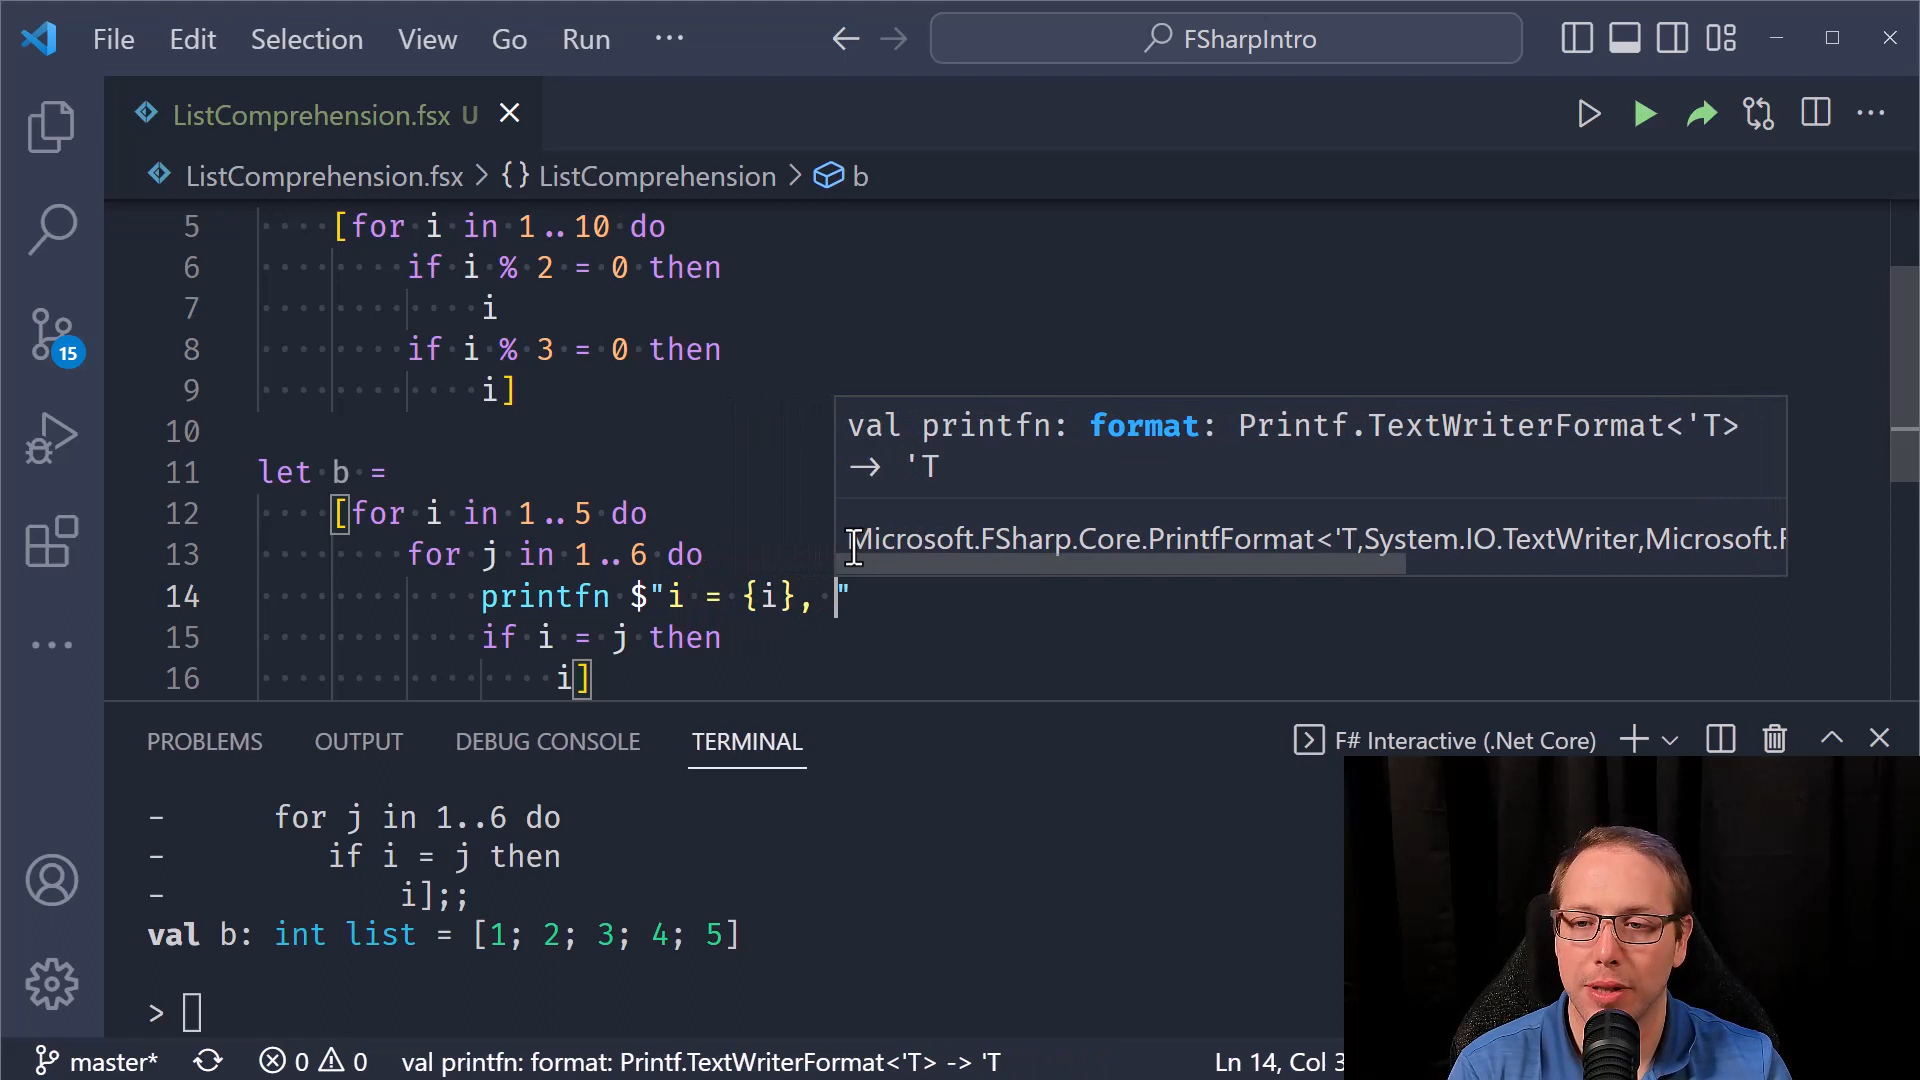 File Edit Selection View Go Run ··· FSharpIntro
ListComprehension.fsx U
ListComprehension.fsx > {} ListComprehension > b
5 [for i in 1..10 do
6 if i % 2 = 0 then
7 i
8 if i % 3 = 0 then
9 i]
10
11 let b =
12 [for i in 1..5 do
13 for j in 1..6 do
14 printfn $"i = {i}, "
15 if i = j then
16 i]
val printfn: format: Printf.TextWriterFormat<'T>
-> 'T
Microsoft.FSharp.Core.PrintfFormat<'T,System.IO.TextWriter,Microsoft.F
PROBLEMS OUTPUT DEBUG CONSOLE TERMINAL F# Interactive (.Net Core)
- for j in 1..6 do
- if i = j then
- i];;
val b: int list = [1; 2; 3; 4; 5]
>
15
master* 0 0 val printfn: format: Printf.TextWriterFormat<'T> -> 'T Ln 14, Col 3